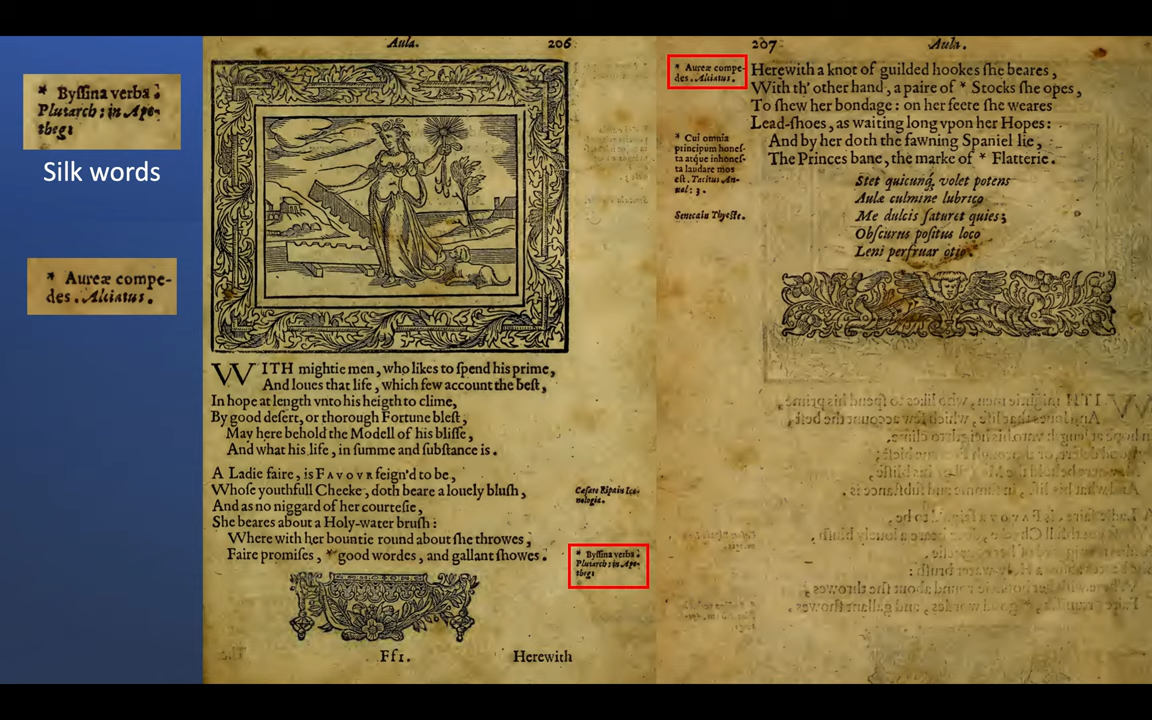 * Byſſina verba :
Plutarch : in Apo-
theg:
Silk words
* Aureæ compe-
des . Alciatus .
Aula.
206
WITH mightie men , who likes to ſpend his prime ,
And loues that life , which few account the beſt ,
In hope at length vnto his heigth to clime,
By good deſert, or thorough Fortune bleſt ;
May here behold the Modell of his bliſſe ,
And what his life , in ſumme and ſubſtance is .
A Ladie faire , is FAVOVR feign'd to be ,
Whoſe youthfull Cheeke , doth beare a louely bluſh ,
And as no niggard of her courteſie ,
She beares about a Holy-water bruſh :
Where with her bountie round about ſhe throwes ,
Faire promiſes , * good wordes , and gallant ſhowes .
Ceſare Ripa in Ico-
nologia.
* Byſſina verba :
Plutarch : in Apo-
theg:
Ff1.
Herewith
207
Aula .
* Aureæ compe-
des . Alciatus .
Herewith a knot of guilded hookes ſhe beares ,
With th' other hand , a paire of * Stocks ſhe opes ,
To ſhew her bondage : on her feete ſhe weares
Lead-ſhoes , as waiting long vpon her Hopes :
And by her doth the fawning Spaniel lie ,
The Princes bane , the marke of * Flatterie .
* Cui omnia
principum honeſ-
ta atque inhoneſ-
ta laudare mos
eſt . Tacitus An-
nal : 3 .
Seneca in Thyeſte .
Stet quicunq; volet potens
Aulæ culmine lubrico
Me dulcis ſaturet quies ;
Obſcurus poſitus loco
Leni perfruar otio .